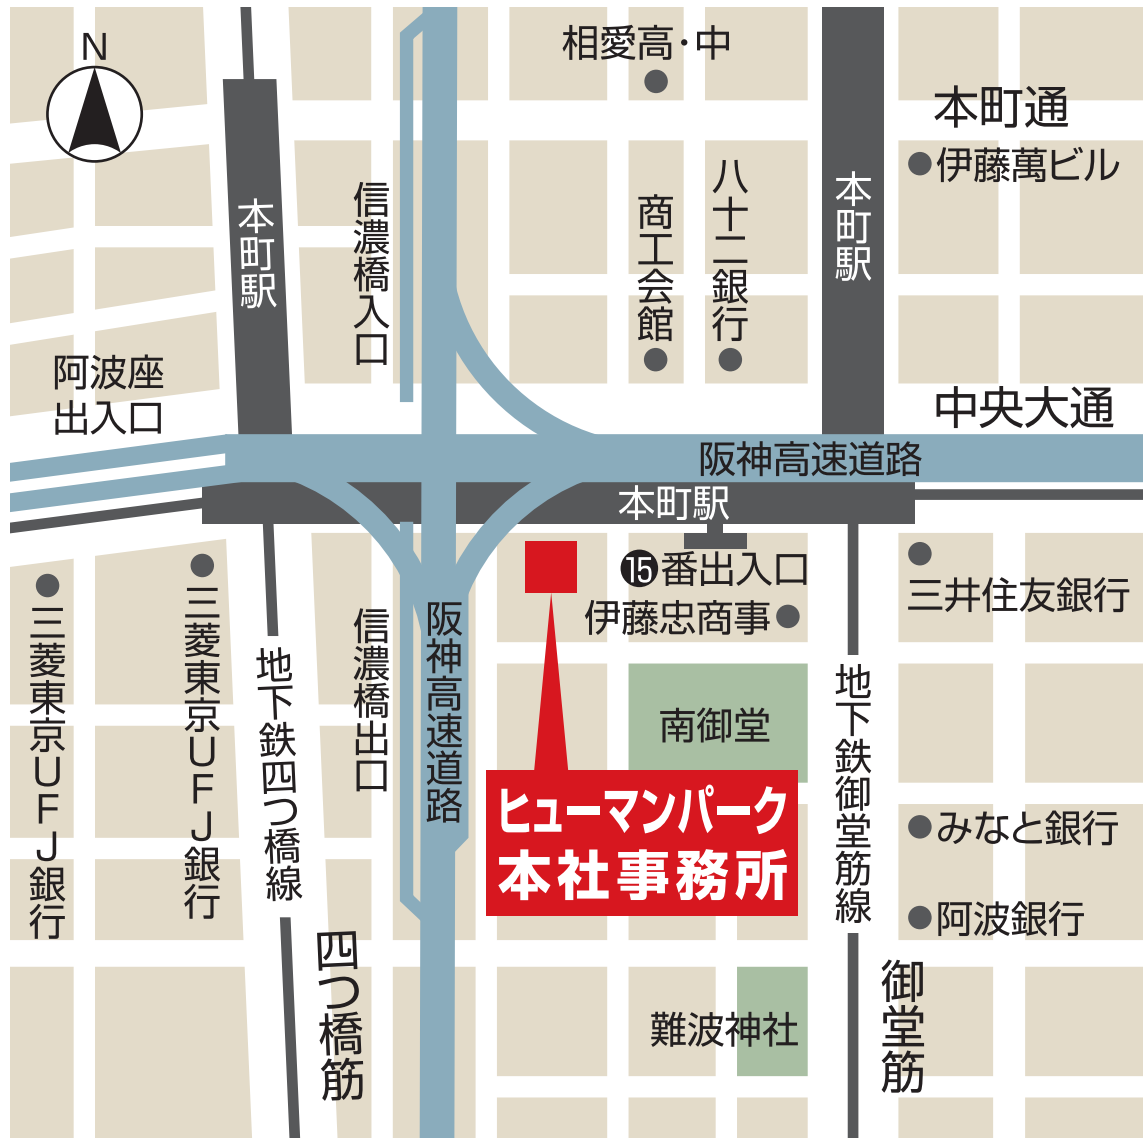 N
相愛高・中
本町通
伊藤萬ビル
本町駅
本町駅
信濃橋入口
商工会館
八十二銀行
阿波座
出入口
中央大通
阪神高速道路
本町駅
⓯番出入口
伊藤忠商事
三井住友銀行
三菱東京UFJ銀行
三菱東京UFJ銀行
地下鉄四つ橋線
信濃橋出口
阪神高速道路
南御堂
地下鉄御堂筋線
ヒューマンパーク
本社事務所
みなと銀行
阿波銀行
四つ橋筋
難波神社
御堂筋